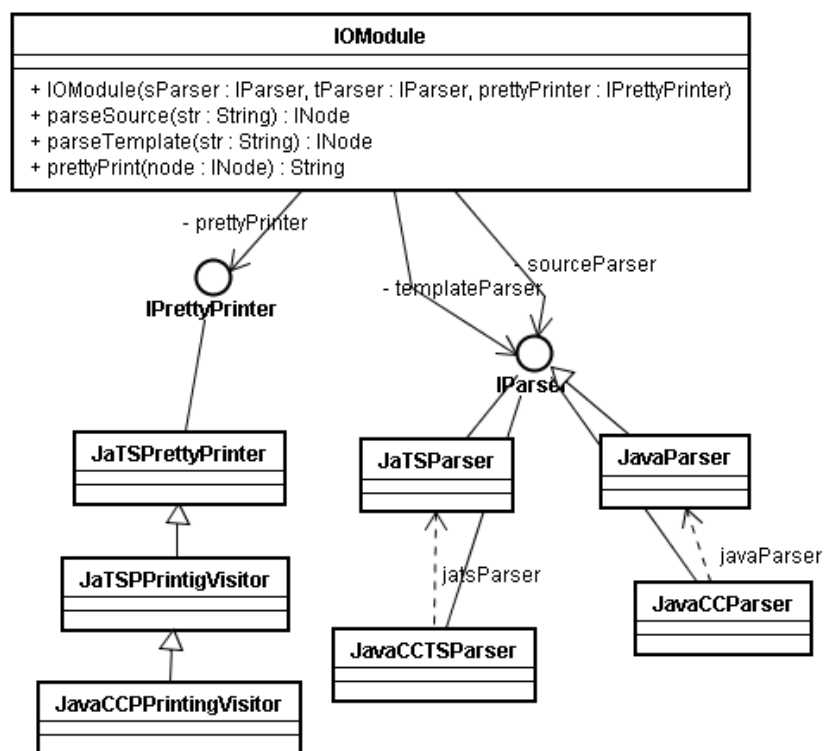 IOModule
+ IOModule(sParser : IParser, tParser : IParser, prettyPrinter : IPrettyPrinter)
+ parseSource(str : String) : INode
+ parseTemplate(str : String) : INode
+ prettyPrint(node : INode) : String
- prettyPrinter
- sourceParser
- templateParser
IPrettyPrinter
IParser
JaTSPrettyPrinter
JaTSParser
JavaParser
JaTSPPrintigVisitor
jatsParser
javaParser
JavaCCParser
JavaCCTSParser
JavaCCPPrintingVisitor